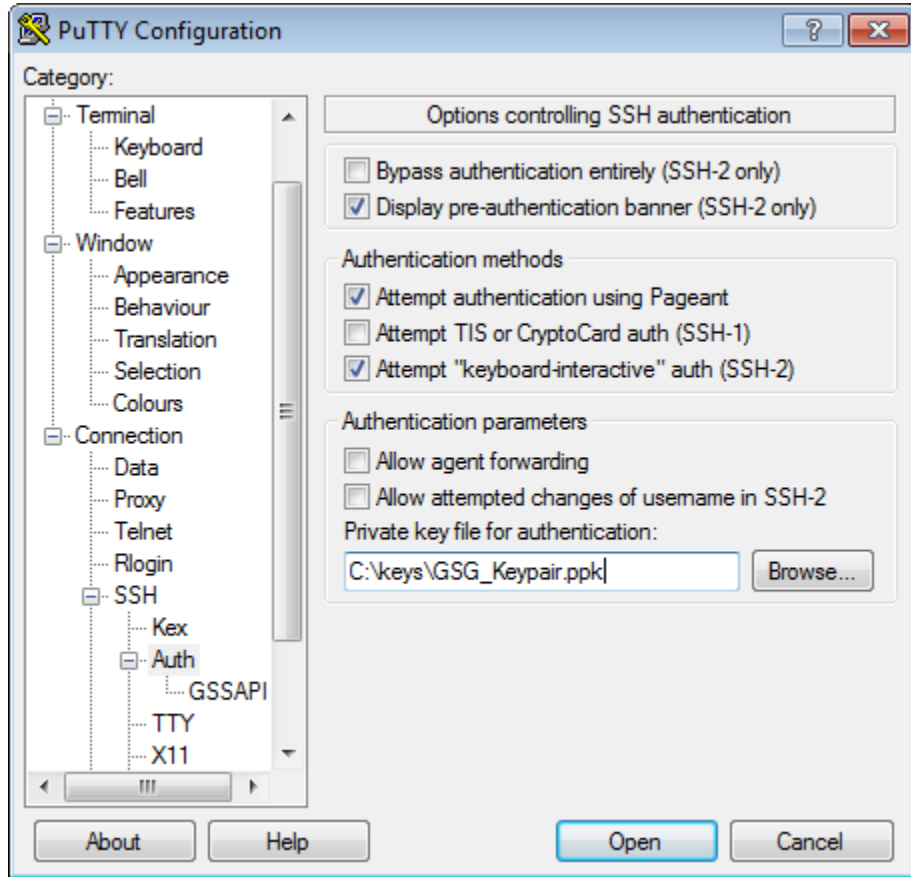 PuTTY Configuration
?
Category:
Terminal
Keyboard
Bell
Features
Window
Appearance
Behaviour
Translation
Selection
Colours
Connection
Data
Proxy
Telnet
Rlogin
SSH
Kex
Auth
GSSAPI
TTY
X11
Options controlling SSH authentication
Bypass authentication entirely (SSH-2 only)
Display pre-authentication banner (SSH-2 only)
Authentication methods
Attempt authentication using Pageant
Attempt TIS or CryptoCard auth (SSH-1)
Attempt "keyboard-interactive" auth (SSH-2)
Authentication parameters
Allow agent forwarding
Allow attempted changes of username in SSH-2
Private key file for authentication:
C:\keys\GSG_Keypair.ppk
Browse...
About
Help
Open
Cancel